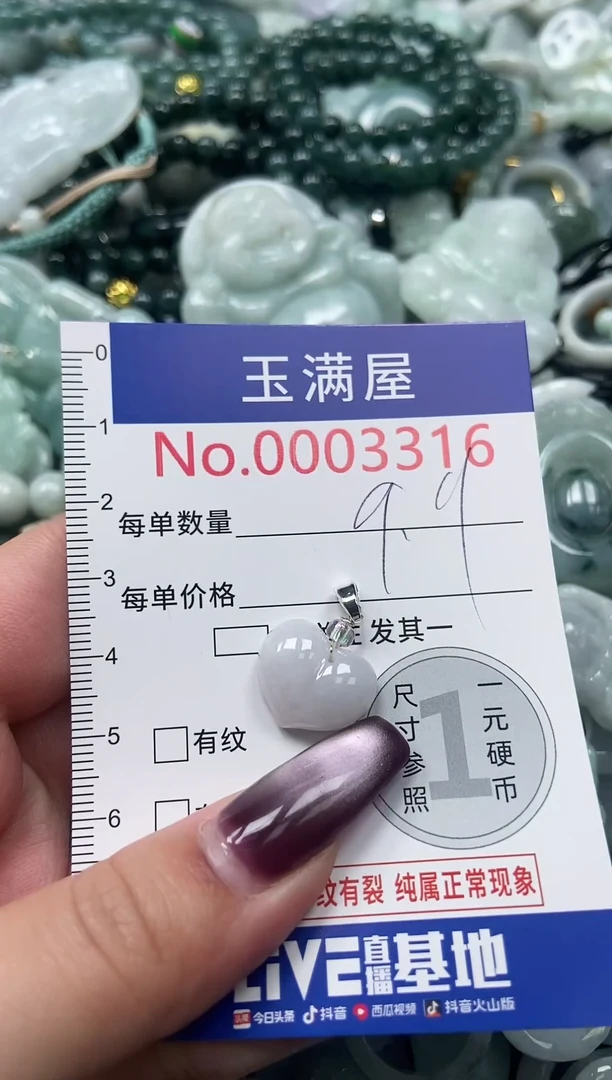 0
玉满屋
1
No.0003316
2
每单数量
9.9
3
每单价格
发其一
4
尺寸参照
1
一元硬币
5
有纹
6
纹有裂 纯属正常现象
LiVE直播基地
头条 今日头条 抖音 西瓜视频 抖音火山版